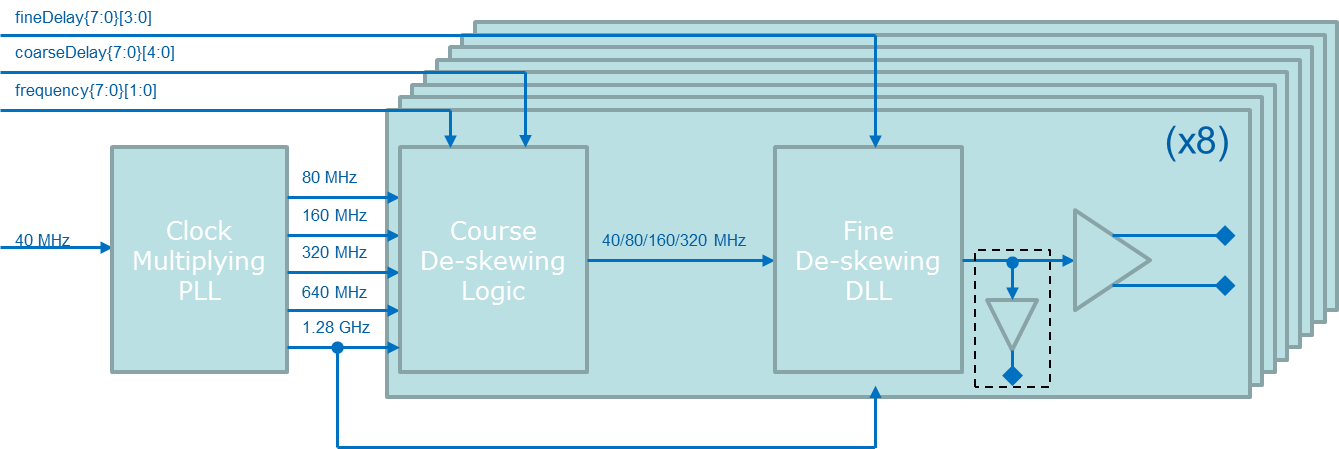 fineDelay{7:0}[3:0]
coarseDelay{7:0}[4:0]
frequency{7:0}[1:0]
(x8)
40 MHz
Clock
Multiplying
PLL
80 MHz
160 MHz
320 MHz
640 MHz
1.28 GHz
Course
De-skewing
Logic
40/80/160/320 MHz
Fine
De-skewing
DLL